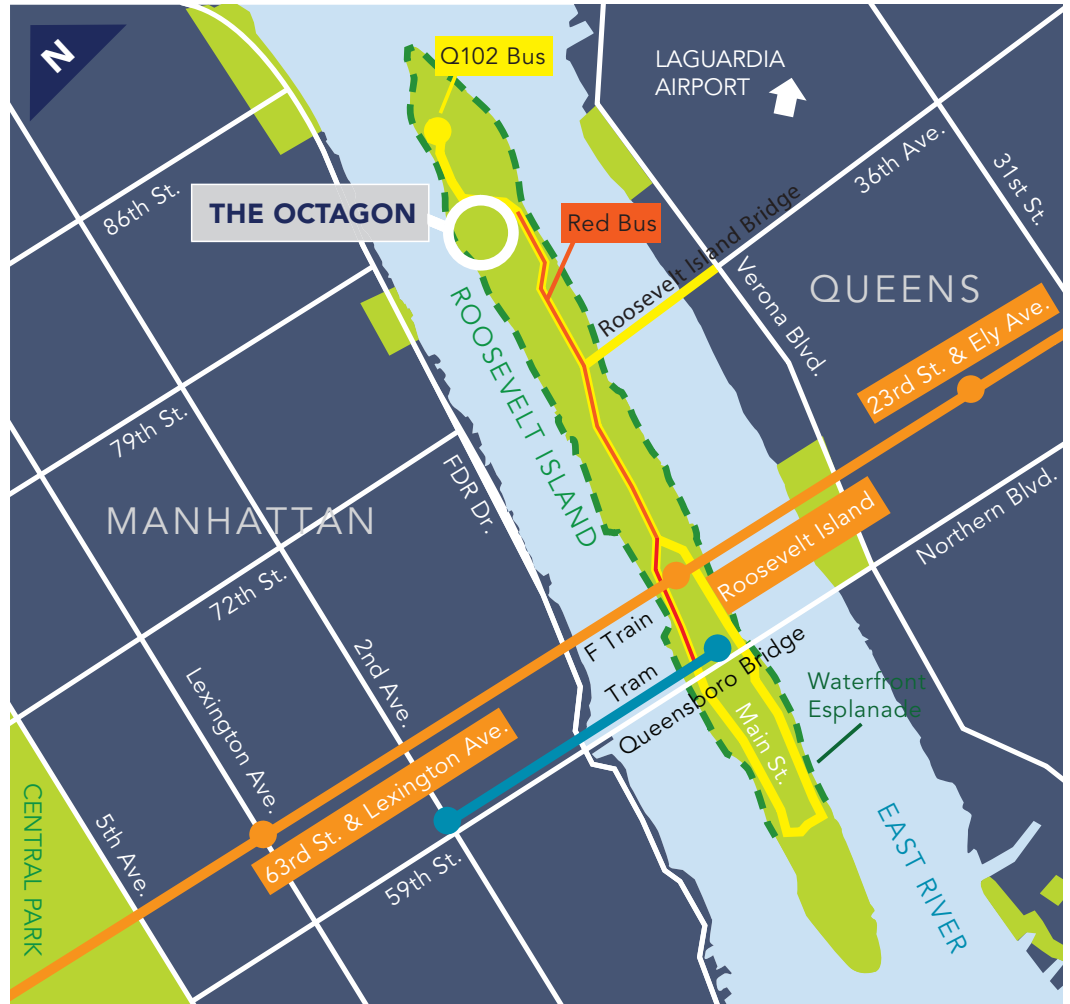 N
Q102 Bus
LAGUARDIA
AIRPORT
86th St.
THE OCTAGON
Red Bus
Roosevelt Island Bridge
36th Ave.
31st St.
QUEENS
Verona Blvd.
ROOSEVELT ISLAND
23rd St. & Ely Ave.
79th St.
FDR Dr.
MANHATTAN
Roosevelt Island
Northern Blvd.
72nd St.
F Train
2nd Ave.
Lexington Ave.
Tram
Queensboro Bridge
Waterfront
Esplanade
Main St.
63rd St. & Lexington Ave.
59th St.
5th Ave.
CENTRAL PARK
EAST RIVER